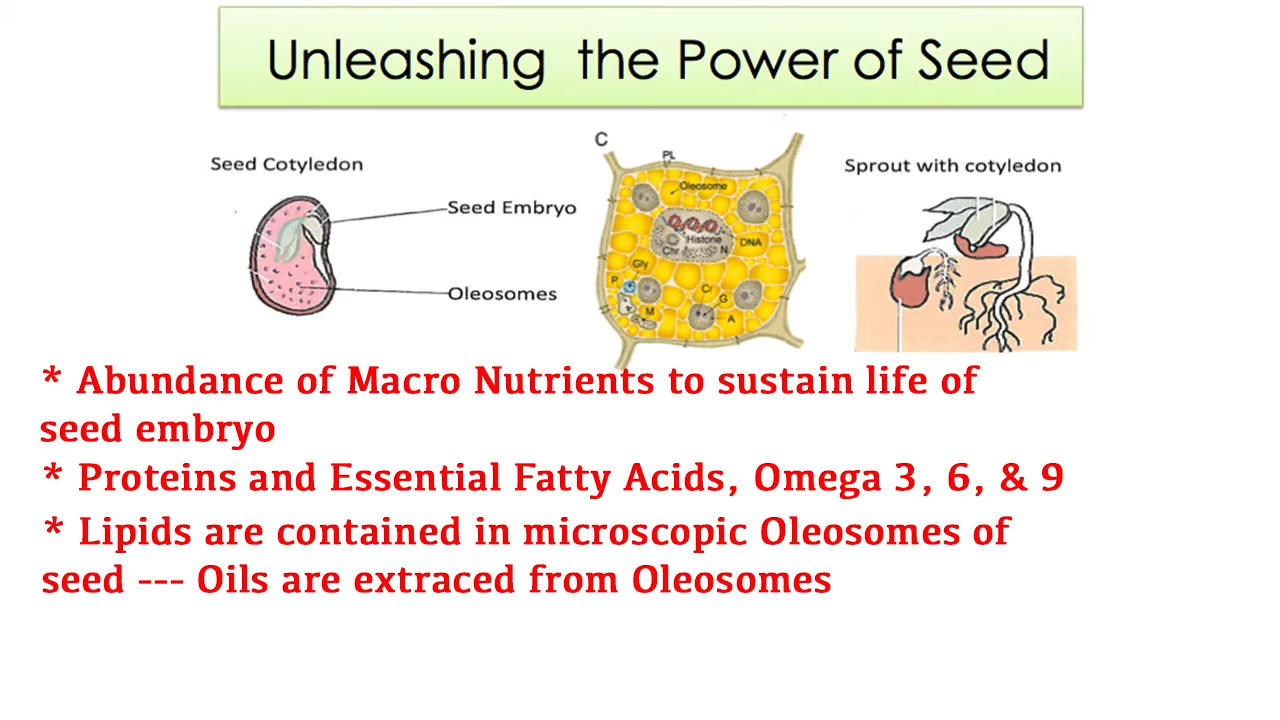 Unleashing the Power of Seed
Seed Cotyledon
Seed Embryo
Oleosomes
C
PL
Oleosome
Histone
Chr
N
DNA
Gly
P
Cr
G
M
A
Sprout with cotyledon
* Abundance of Macro Nutrients to sustain life of
seed embryo
* Proteins and Essential Fatty Acids, Omega 3, 6, & 9
* Lipids are contained in microscopic Oleosomes of
seed --- Oils are extraced from Oleosomes